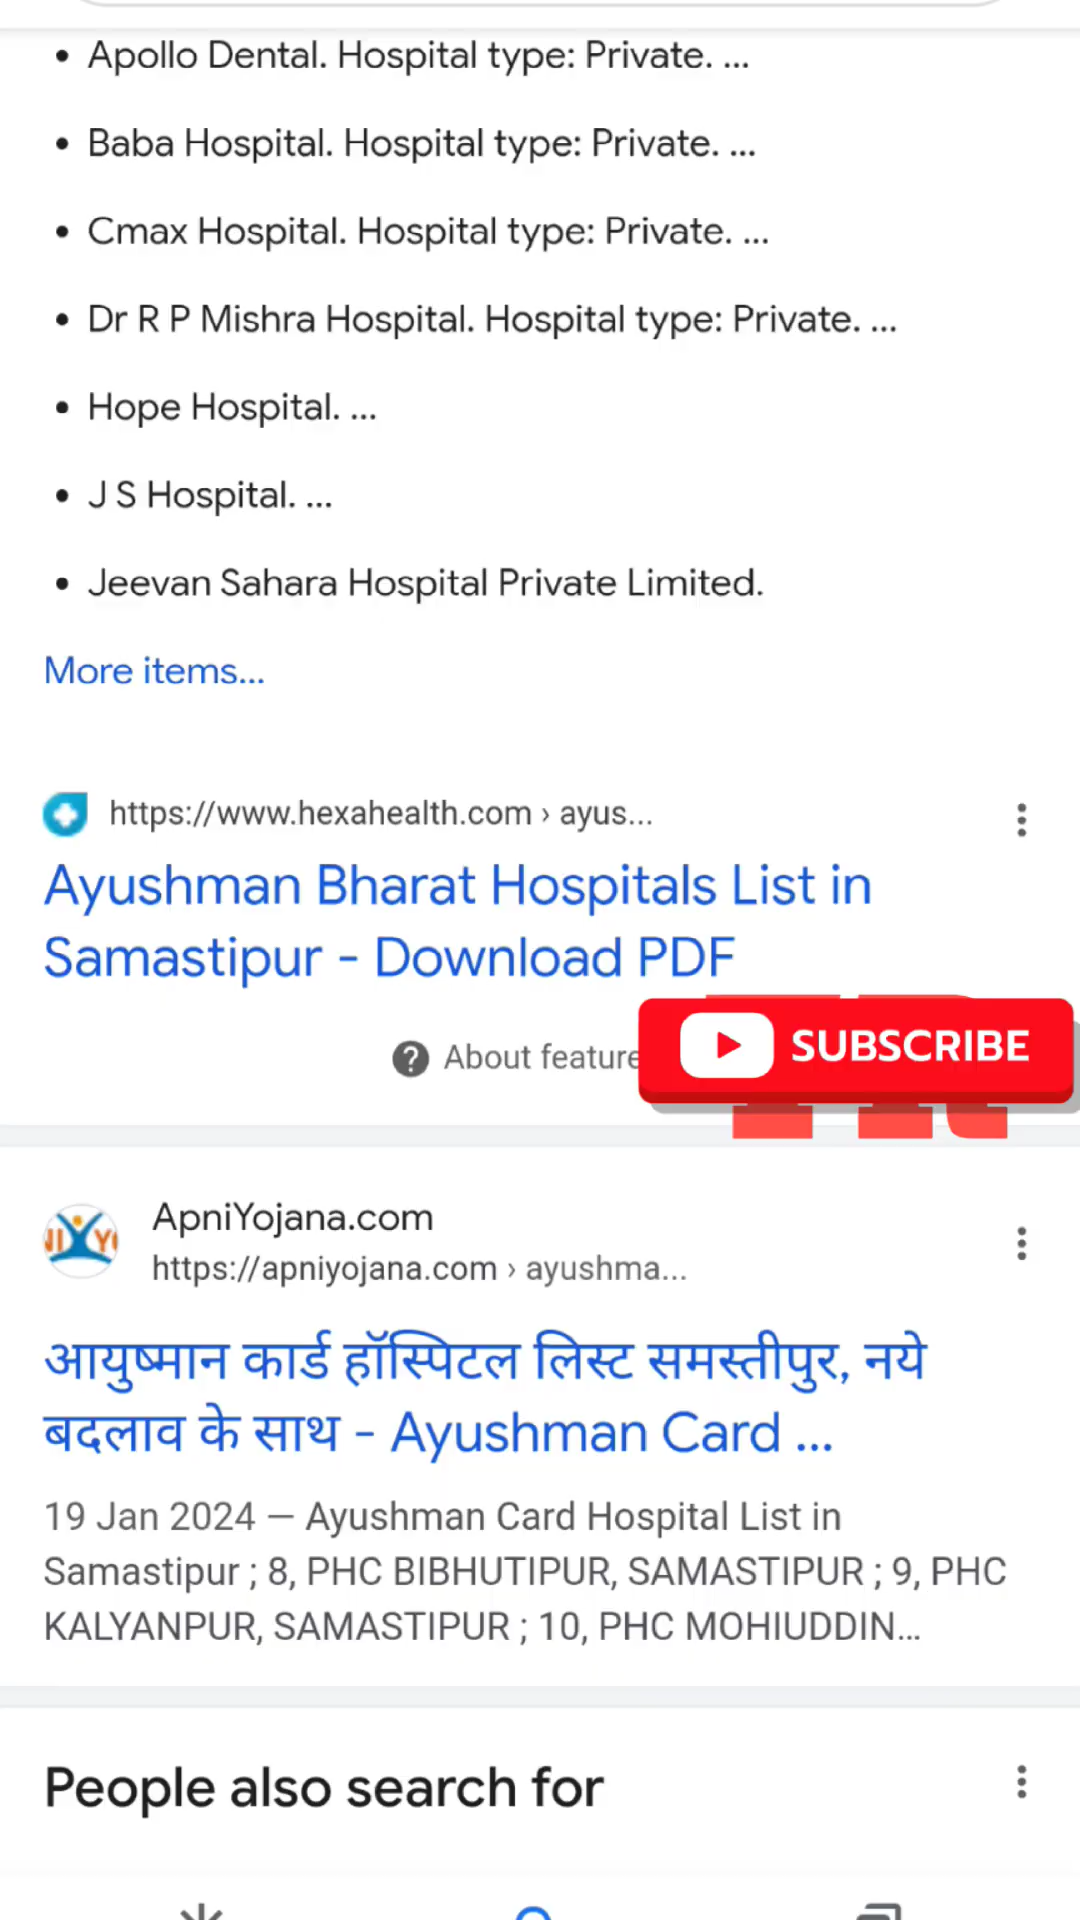 • Apollo Dental. Hospital type: Private. ...
• Baba Hospital. Hospital type: Private. ...
• Cmax Hospital. Hospital type: Private. ...
• Dr R P Mishra Hospital. Hospital type: Private. ...
• Hope Hospital. ...
• J S Hospital. ...
• Jeevan Sahara Hospital Private Limited.
More items...
https://www.hexahealth.com › ayus...
Ayushman Bharat Hospitals List in
Samastipur - Download PDF
About feature
SUBSCRIBE
ApniYojana.com
https://apniyojana.com › ayushma...
आयुष्मान कार्ड हॉस्पिटल लिस्ट समस्तीपुर, नये
बदलाव के साथ - Ayushman Card ...
19 Jan 2024 — Ayushman Card Hospital List in
Samastipur ; 8, PHC BIBHUTIPUR, SAMASTIPUR ; 9, PHC
KALYANPUR, SAMASTIPUR ; 10, PHC MOHIUDDIN...
People also search for